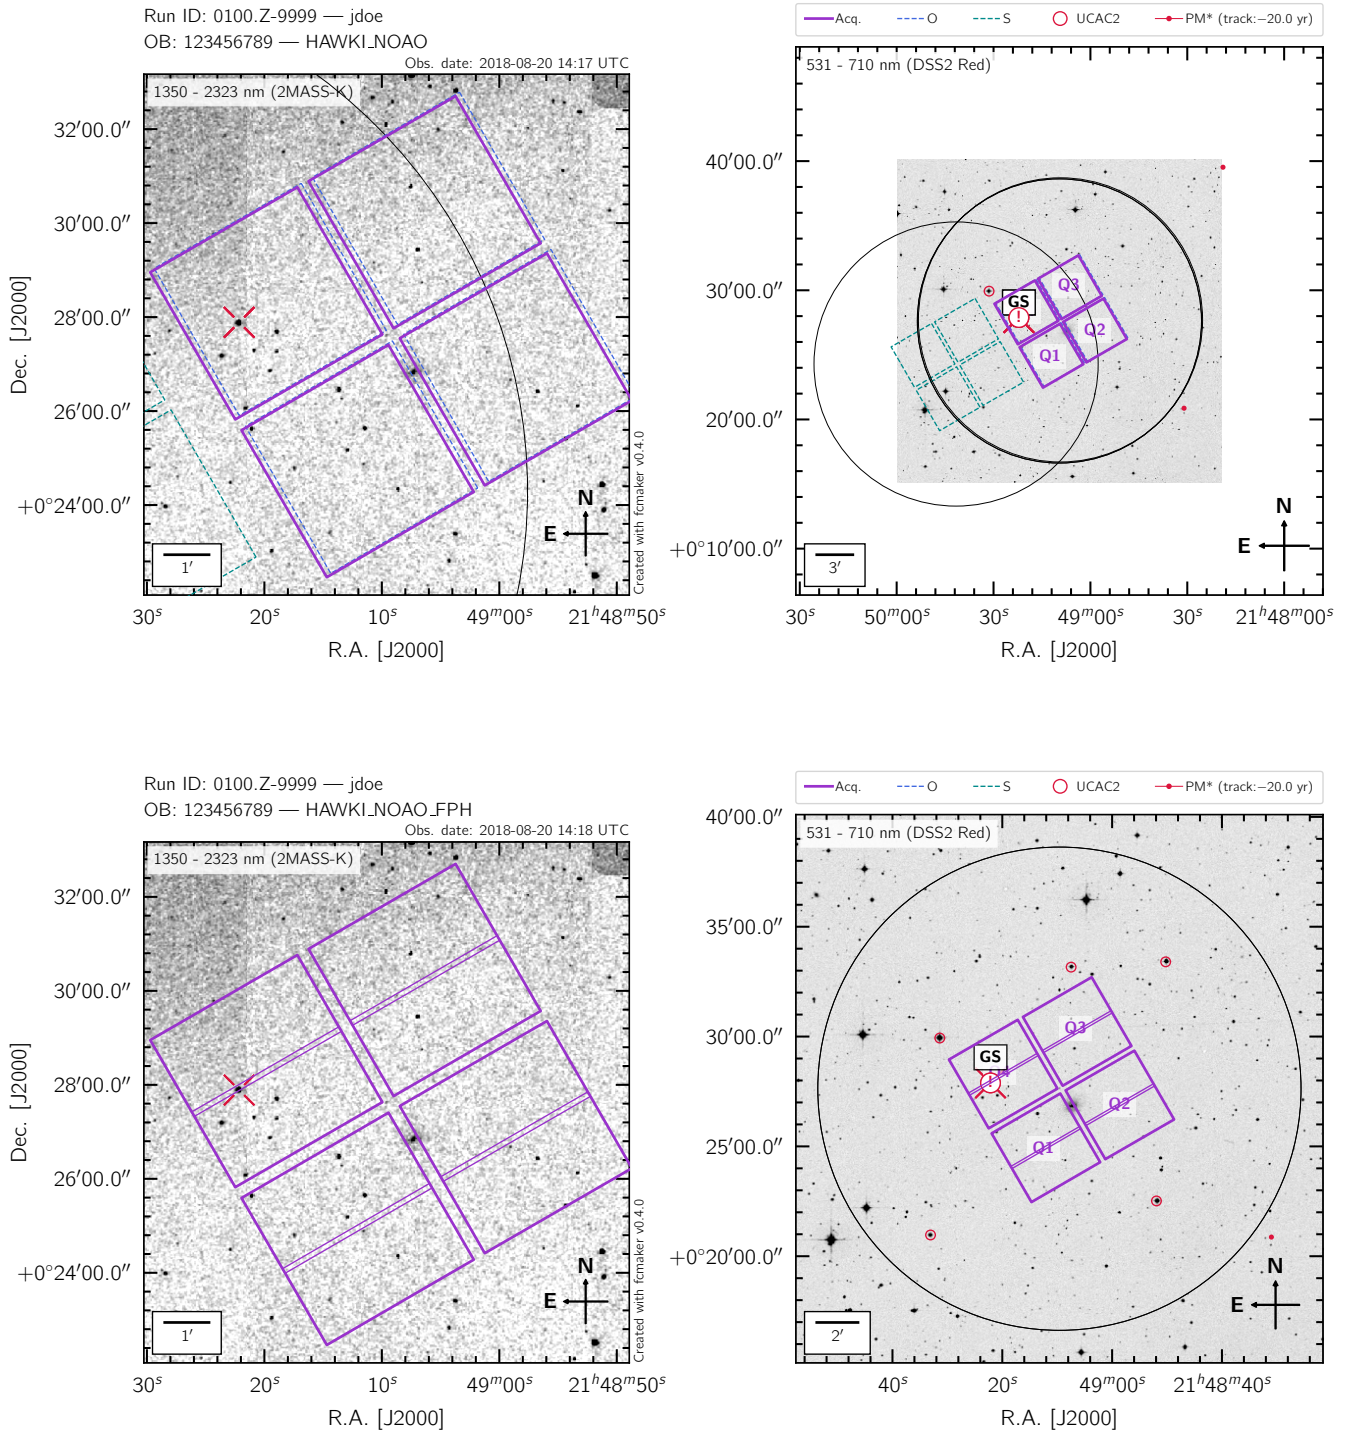 Run ID: 0100.Z-9999 — jdoe
OB: 123456789 — HAWKI_NOAO
Obs. date: 2018-08-20 14:17 UTC
1350 - 2323 nm (2MASS-K)
32′00.0″
30′00.0″
28′00.0″
26′00.0″
+0°24′00.0″
Dec. [J2000]
N
E
1′
Created with fcmaker v0.4.0
30ˢ 20ˢ 10ˢ 49ᵐ00ˢ 21ʰ48ᵐ50ˢ
R.A. [J2000]
Acq. O S UCAC2 PM* (track:−20.0 yr)
531 - 710 nm (DSS2 Red)
40′00.0″
30′00.0″
20′00.0″
+0°10′00.0″
GS
!
Q3
Q2
Q1
N
E
3′
30ˢ 50ᵐ00ˢ 30ˢ 49ᵐ00ˢ 30ˢ 21ʰ48ᵐ00ˢ
R.A. [J2000]
Run ID: 0100.Z-9999 — jdoe
OB: 123456789 — HAWKI_NOAO_FPH
Obs. date: 2018-08-20 14:18 UTC
1350 - 2323 nm (2MASS-K)
32′00.0″
30′00.0″
28′00.0″
26′00.0″
+0°24′00.0″
Dec. [J2000]
N
E
1′
Created with fcmaker v0.4.0
30ˢ 20ˢ 10ˢ 49ᵐ00ˢ 21ʰ48ᵐ50ˢ
R.A. [J2000]
Acq. O S UCAC2 PM* (track:−20.0 yr)
531 - 710 nm (DSS2 Red)
40′00.0″
35′00.0″
30′00.0″
25′00.0″
+0°20′00.0″
Q3
GS
!
Q2
Q1
N
E
2′
40ˢ 20ˢ 49ᵐ00ˢ 21ʰ48ᵐ40ˢ
R.A. [J2000]